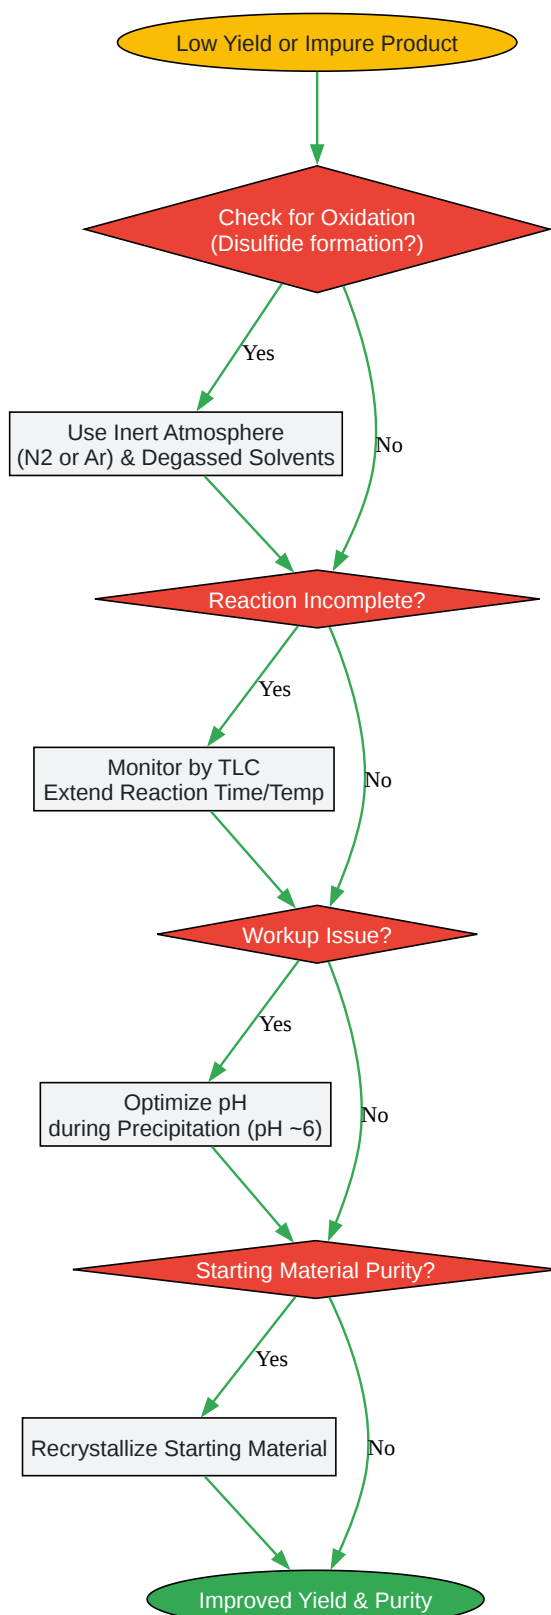 Low Yield or Impure Product
Check for Oxidation
(Disulfide formation?)
Yes
Use Inert Atmosphere
(N2 or Ar) & Degassed Solvents
No
Reaction Incomplete?
Yes
Monitor by TLC
Extend Reaction Time/Temp
No
Workup Issue?
Yes
Optimize pH
during Precipitation (pH ~6)
No
Starting Material Purity?
Yes
Recrystallize Starting Material
No
Improved Yield & Purity